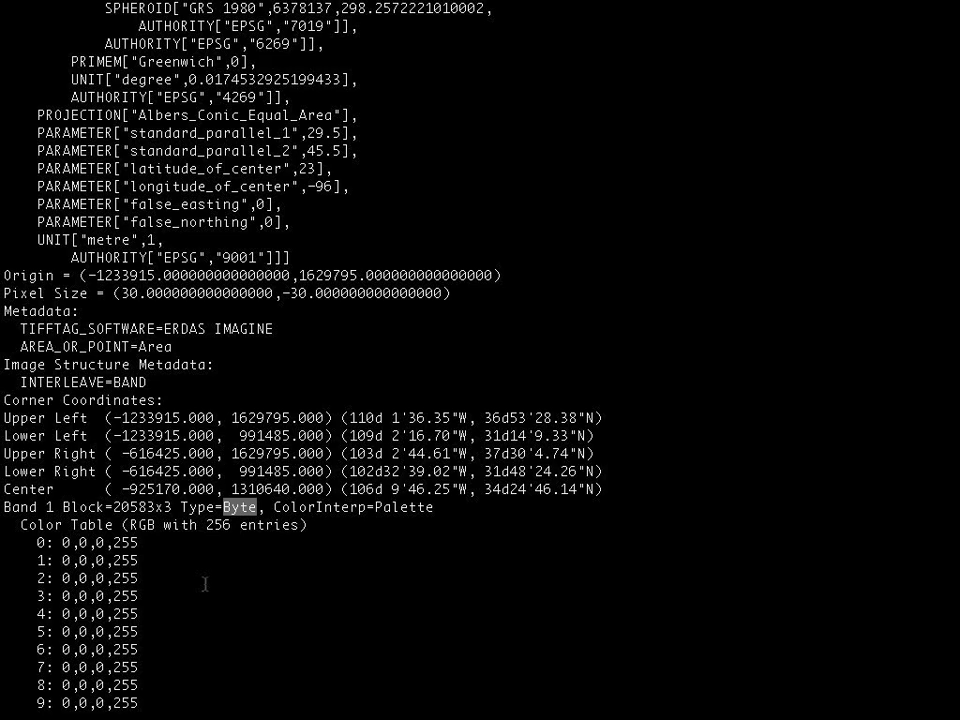 SPHEROID["GRS 1980",6378137,298.2572221010002,
AUTHORITY["EPSG","7019"]],
AUTHORITY["EPSG","6269"]],
PRIMEM["Greenwich",0],
UNIT["degree",0.0174532925199433],
AUTHORITY["EPSG","4269"]],
PROJECTION["Albers_Conic_Equal_Area"],
PARAMETER["standard_parallel_1",29.5],
PARAMETER["standard_parallel_2",45.5],
PARAMETER["latitude_of_center",23],
PARAMETER["longitude_of_center",-96],
PARAMETER["false_easting",0],
PARAMETER["false_northing",0],
UNIT["metre",1,
AUTHORITY["EPSG","9001"]]]
Origin = (-1233915.000000000000000,1629795.000000000000000)
Pixel Size = (30.000000000000000,-30.000000000000000)
Metadata:
TIFFTAG_SOFTWARE=ERDAS IMAGINE
AREA_OR_POINT=Area
Image Structure Metadata:
INTERLEAVE=BAND
Corner Coordinates:
Upper Left  (-1233915.000, 1629795.000) (110d 1'36.35"W, 36d53'28.38"N)
Lower Left  (-1233915.000,  991485.000) (109d 2'16.70"W, 31d14'9.33"N)
Upper Right ( -616425.000, 1629795.000) (103d 2'44.61"W, 37d30'4.74"N)
Lower Right ( -616425.000,  991485.000) (102d32'39.02"W, 31d48'24.26"N)
Center      ( -925170.000, 1310640.000) (106d 9'46.25"W, 34d24'46.14"N)
Band 1 Block=20583x3 Type=Byte, ColorInterp=Palette
Color Table (RGB with 256 entries)
0: 0,0,0,255
1: 0,0,0,255
2: 0,0,0,255
3: 0,0,0,255
4: 0,0,0,255
5: 0,0,0,255
6: 0,0,0,255
7: 0,0,0,255
8: 0,0,0,255
9: 0,0,0,255